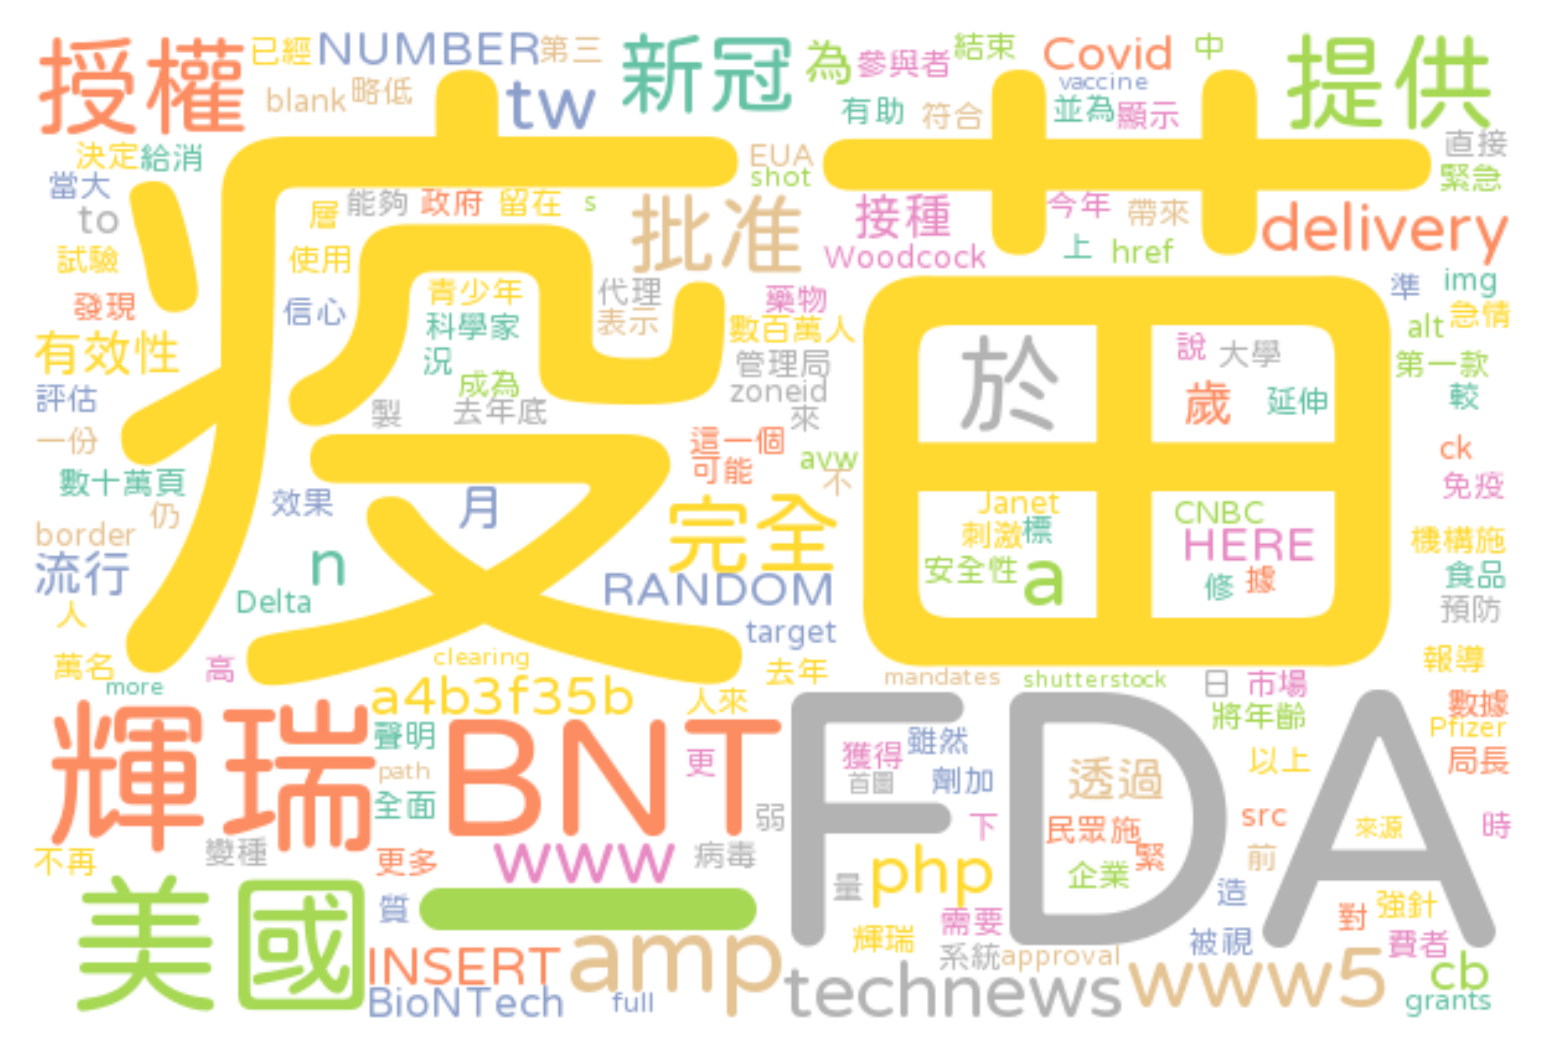 授權 已經 NUMBER 第三 新冠 為 參與者 結束 Covid 中 提供
blank 略低 tw 有助 符合 vaccine 並為 顯示
決定 給消 EUA 直接
當大 shot 緊急
to 層 能夠 政府 留在 s 批准 接種 今年 帶來 delivery
試驗 使用 Woodcock 上 href
疫苗
發現 信心 青少年 代理 藥物 準 img
科學家 表示 數百萬人 alt 急情
有效性 況 管理局 於 說 大學 第一款
評估 製 成為 去年底 zoneid 來 歲 延伸 較
一份 這一個 ck
數十萬頁 可能 avw 不 免疫
仍 效果 月 完全 Janet CNBC
border 刺激 標 HERE 機構施
流行 n 安全性 a 修 據 食品
人 Delta RANDOM 預防
target
萬名 高 clearing 去年 報導
more a4b3f35b 人來 mandates shutterstock 日 市場 數據
輝瑞 聲明 BNT 更 FDA 獲得 雖然 將年齡 Pfizer
path 首圖 劑加 透過 以上 局長
全面 弱 下 民眾施 src 來源 時
不再 變種 更多 www 病毒 php 企業 緊 前
美國 質 一 量 需要 造 對 強針
輝瑞 系統 approval 被視 費者
INSERT amp technews www5 cb
BioNTech full grants